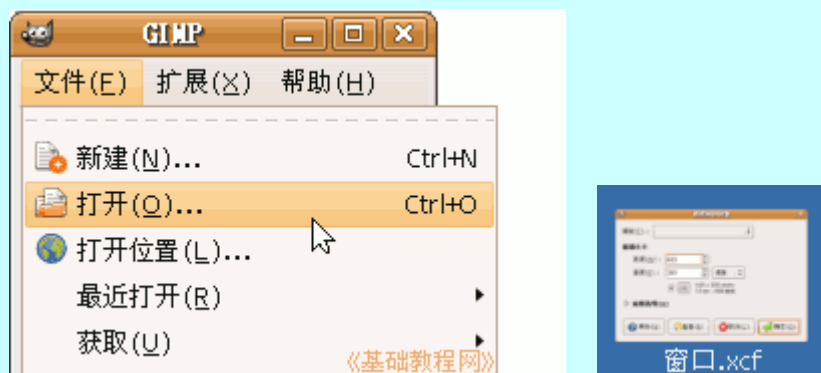 GIMP
文件(F) 扩展(X) 帮助(H)
新建(N)... Ctrl+N
打开(O)... Ctrl+O
打开位置(L)...
最近打开(R)
获取(U)
《基础教程网》
窗口.xcf